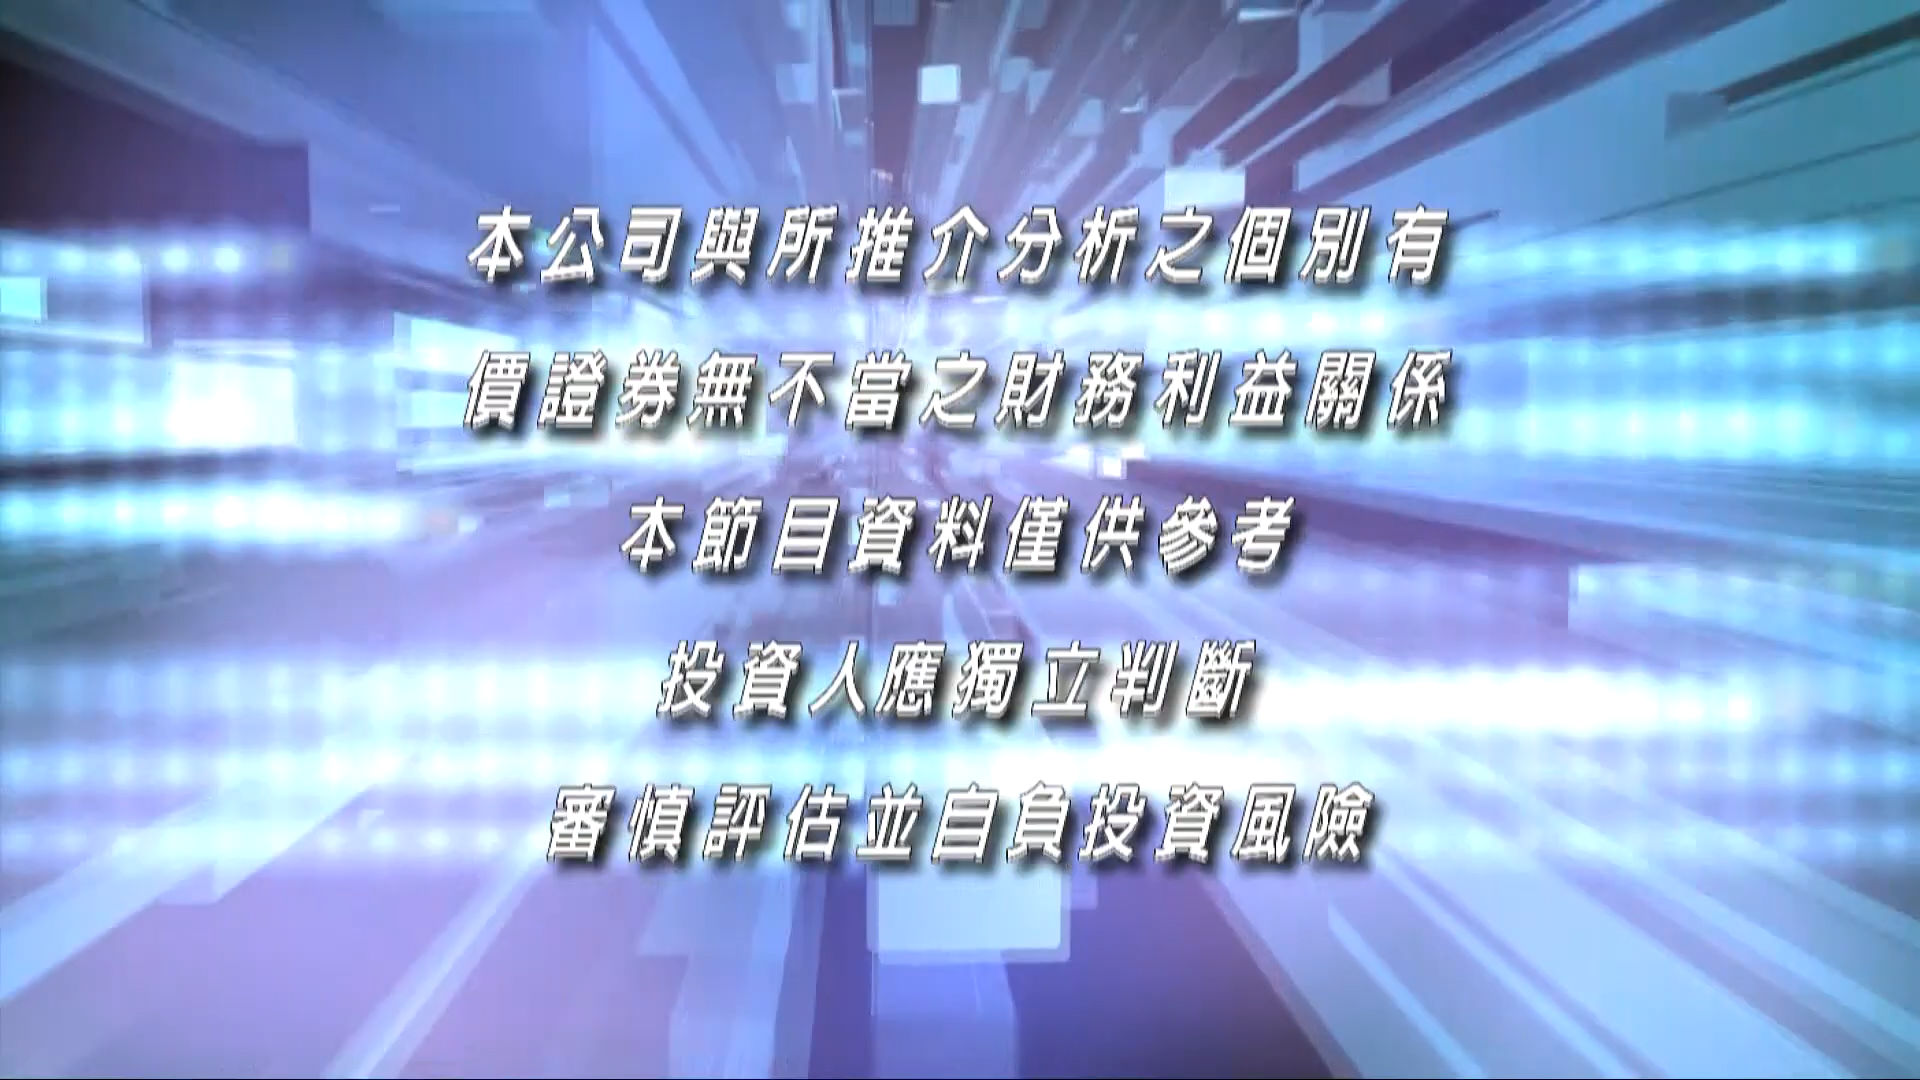 本公司與所推介分析之個別有
價證券無不當之財務利益關係
本節目資料僅供參考
投資人應獨立判斷
審慎評估並自負投資風險